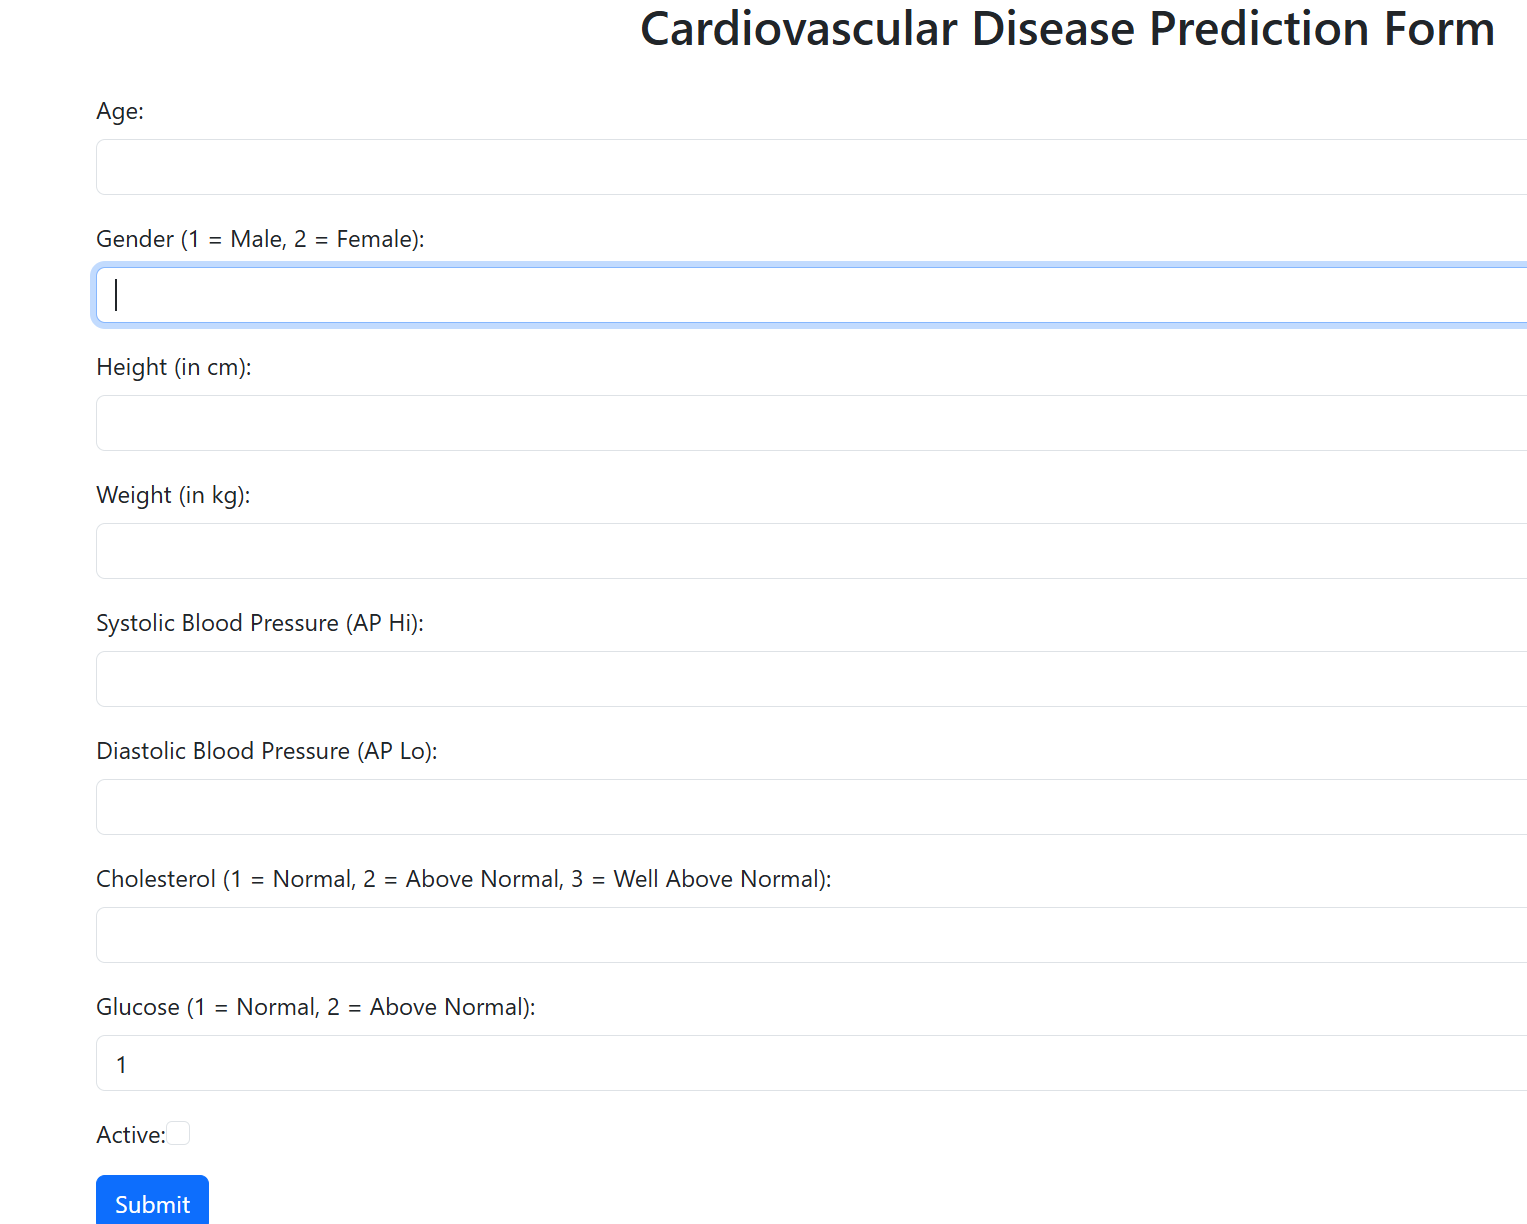 Cardiovascular Disease Prediction Form
Age:
Gender (1 = Male, 2 = Female):
Height (in cm):
Weight (in kg):
Systolic Blood Pressure (AP Hi):
Diastolic Blood Pressure (AP Lo):
Cholesterol (1 = Normal, 2 = Above Normal, 3 = Well Above Normal):
Glucose (1 = Normal, 2 = Above Normal):
1
Active:
Submit